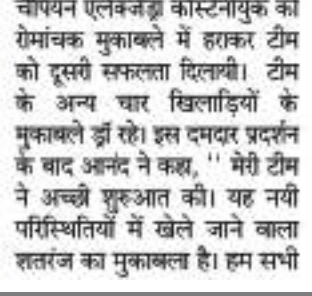 चैंपियन एलेक्जेंड्रा कोस्टेनीयुक को
रोमांचक मुकाबले में हराकर टीम
को दूसरी सफलता दिलायी। टीम
के अन्य चार खिलाड़ियों के
मुकाबले ड्रॉ रहे। इस दमदार प्रदर्शन
के बाद आनंद ने कहा, '' मेरी टीम
ने अच्छी शुरुआत की। यह नयी
परिस्थितियों में खेले जाने वाला
शतरंज का मुकाबला है। हम सभी